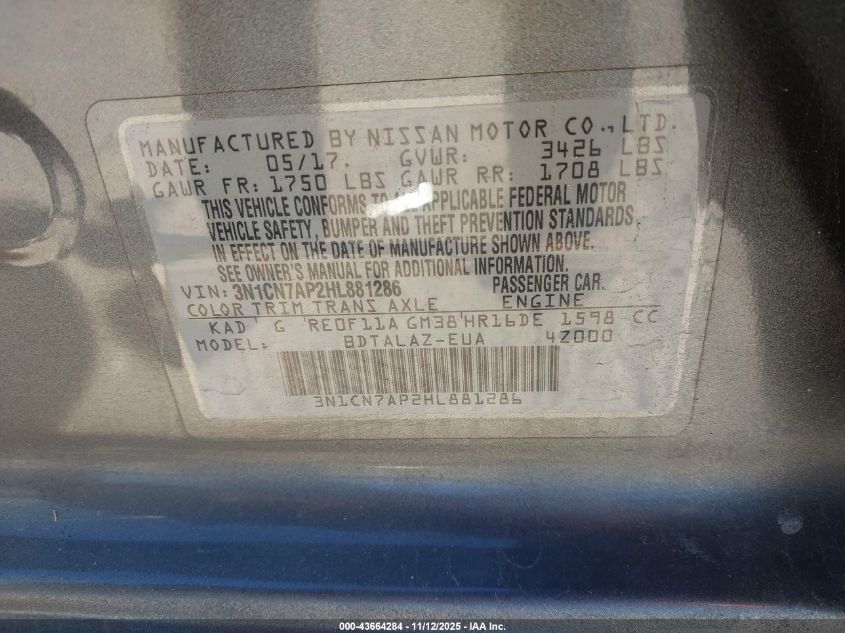 MANUFACTURED BY NISSAN MOTOR CO.,LTD.
DATE: 05/17. GVWR: 3426 LBS
GAWR FR: 1750 LBS GAWR RR: 1708 LBS
THIS VEHICLE CONFORMS TO ALL APPLICABLE FEDERAL MOTOR
VEHICLE SAFETY, BUMPER AND THEFT PREVENTION STANDARDS
IN EFFECT ON THE DATE OF MANUFACTURE SHOWN ABOVE.
SEE OWNER'S MANUAL FOR ADDITIONAL INFORMATION.
VIN: 3N1CN7AP2HL881286 PASSENGER CAR.
COLOR TRIM TRANS AXLE ENGINE
KAD G RE0F11A GM38 HR16DE 1598 CC
MODEL: BDTALAZ-EUA 4Z000
3N1CN7AP2HL881286
000-43664284 - 11/12/2025 - © IAA Inc.